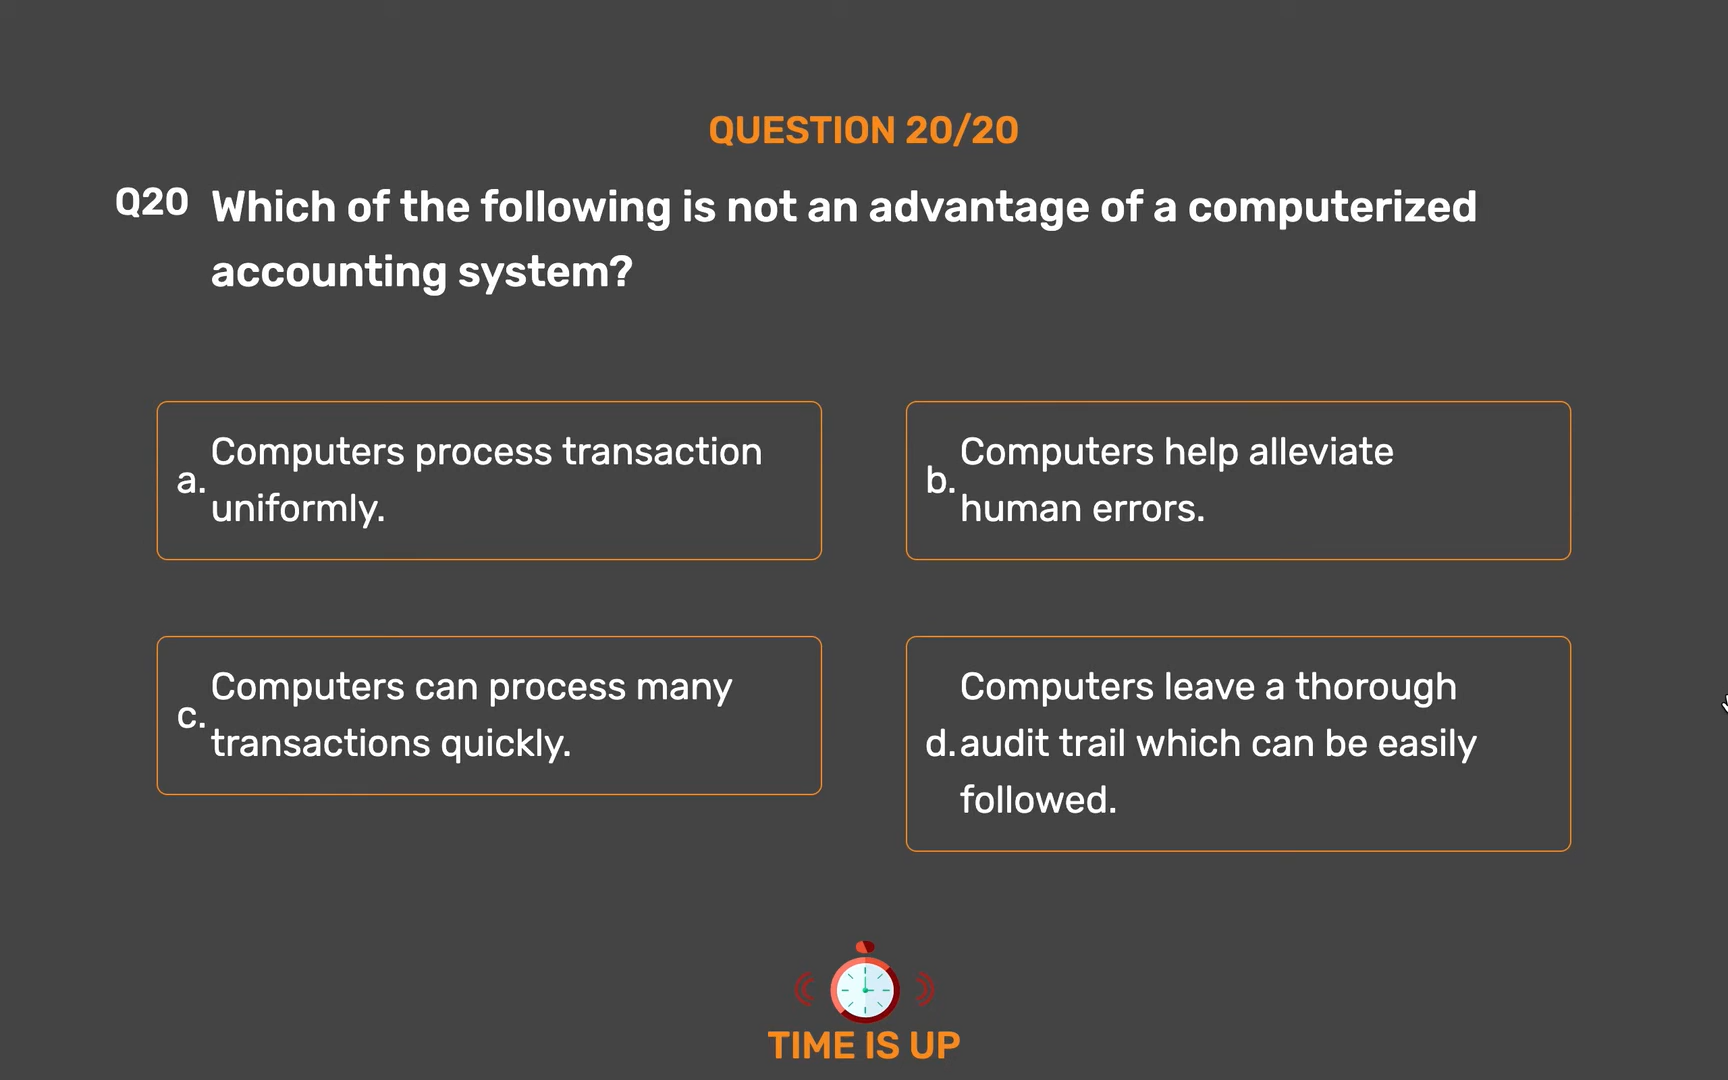 QUESTION 20/20
Q20 Which of the following is not an advantage of a computerized
accounting system?
a. Computers process transaction
uniformly.
b. Computers help alleviate
human errors.
c. Computers can process many
transactions quickly.
d. Computers leave a thorough
audit trail which can be easily
followed.
TIME IS UP